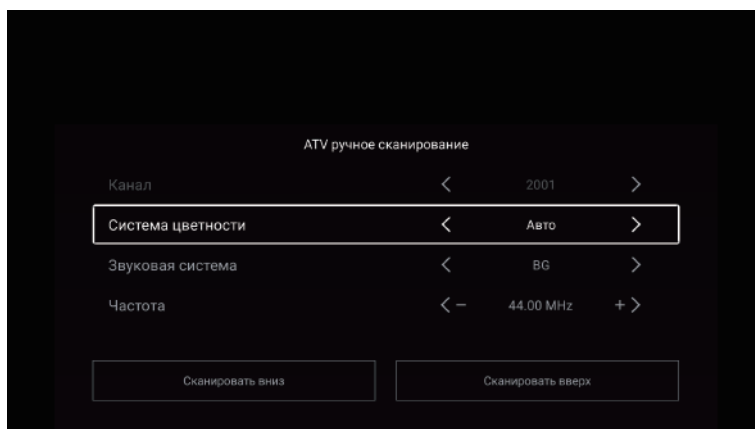 ATV ручное сканирование
Канал < 2001 >
Система цветности < Авто >
Звуковая система < BG >
Частота < − 44.00 MHz + >
Сканировать вниз Сканировать вверх